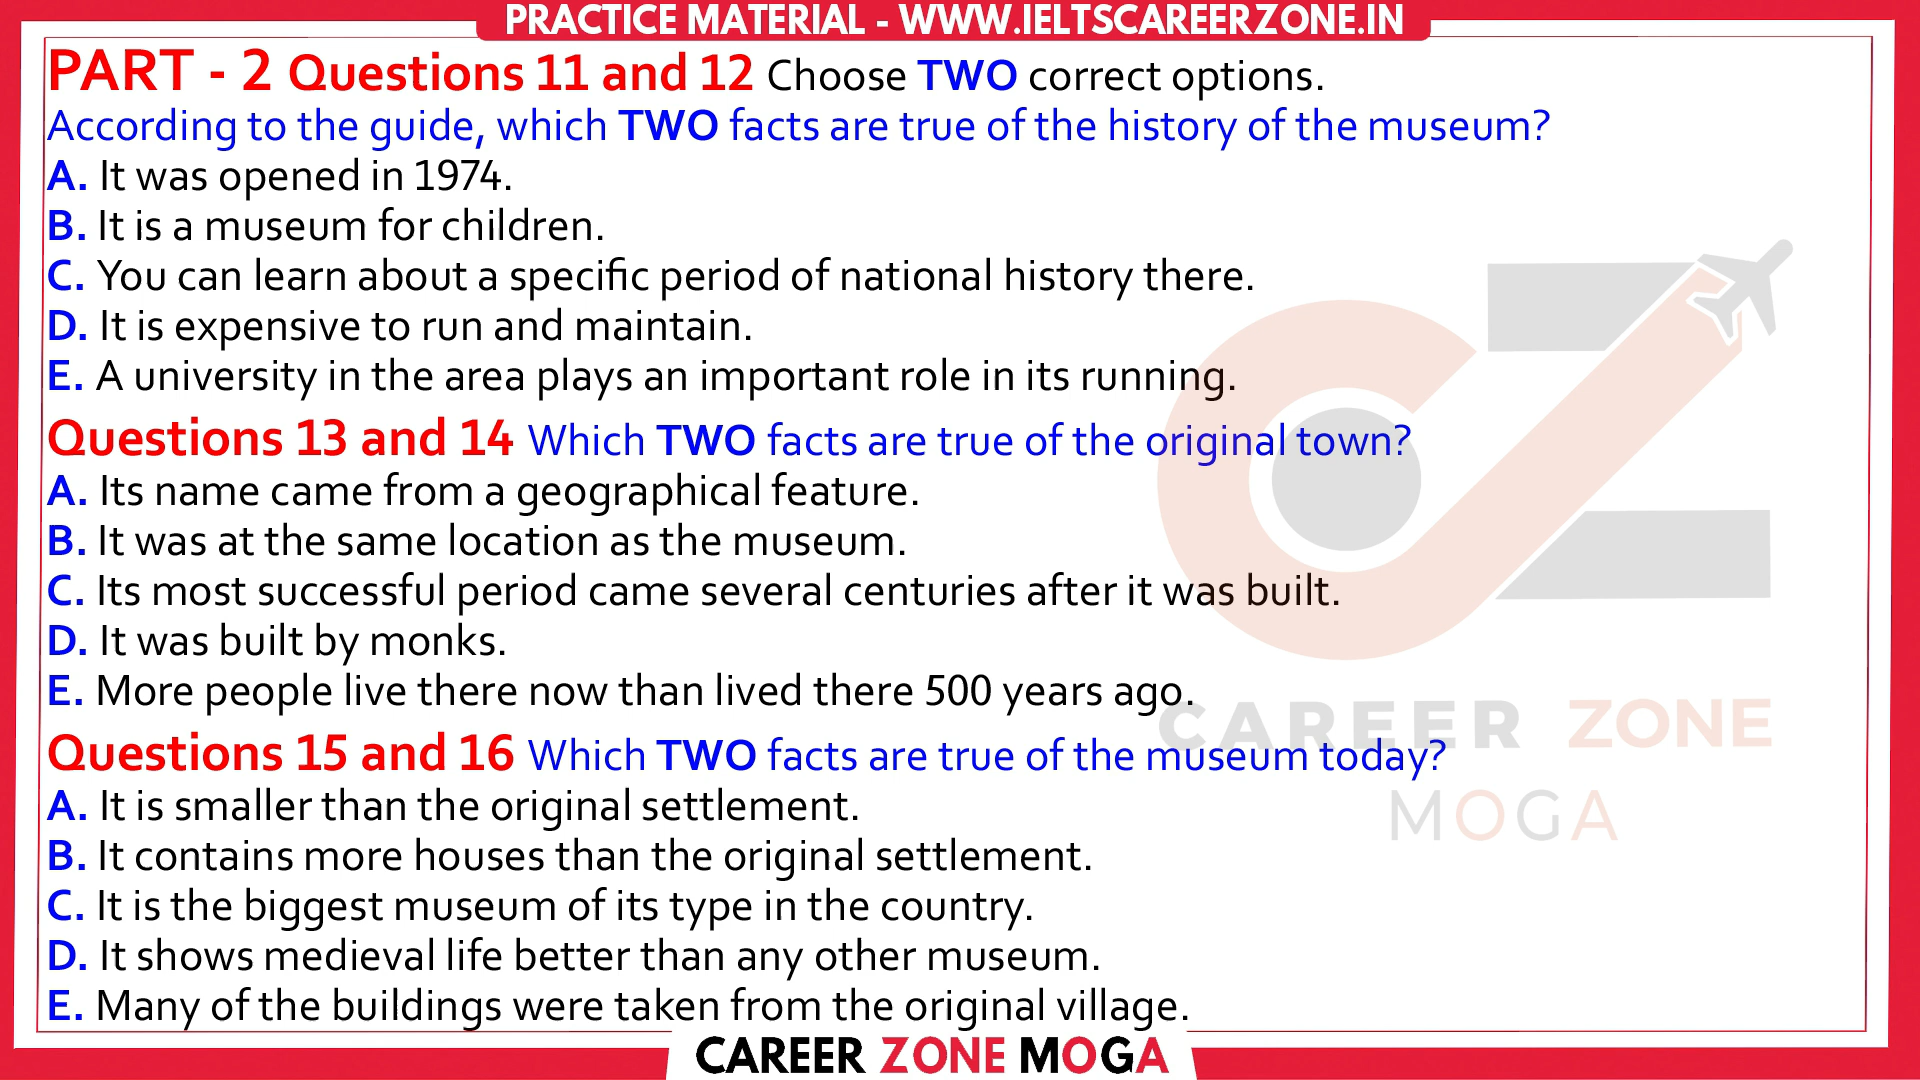 PRACTICE MATERIAL - WWW.IELTSCAREERZONE.IN
PART - 2 Questions 11 and 12 Choose TWO correct options.
According to the guide, which TWO facts are true of the history of the museum?
A. It was opened in 1974.
B. It is a museum for children.
C. You can learn about a specific period of national history there.
D. It is expensive to run and maintain.
E. A university in the area plays an important role in its running.
Questions 13 and 14 Which TWO facts are true of the original town?
A. Its name came from a geographical feature.
B. It was at the same location as the museum.
C. Its most successful period came several centuries after it was built.
D. It was built by monks.
E. More people live there now than lived there 500 years ago.
CAREER ZONE
Questions 15 and 16 Which TWO facts are true of the museum today?
A. It is smaller than the original settlement.
MOGA
B. It contains more houses than the original settlement.
C. It is the biggest museum of its type in the country.
D. It shows medieval life better than any other museum.
E. Many of the buildings were taken from the original village.
CAREER ZONE MOGA